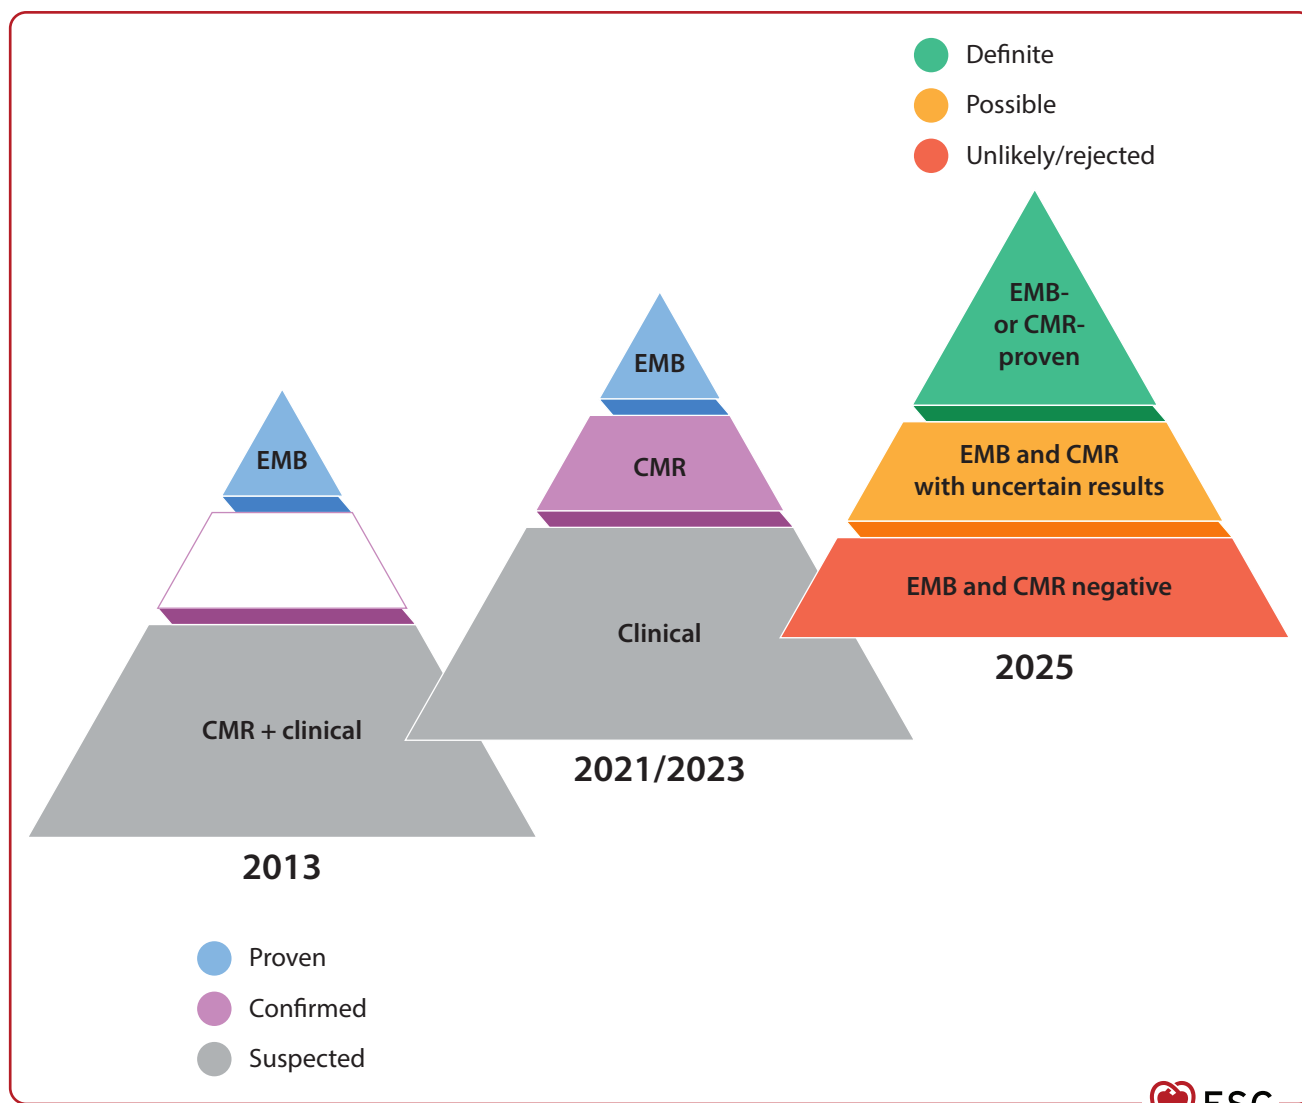 Definite
Possible
Unlikely/rejected
EMB-
or CMR-
proven
EMB and CMR
with uncertain results
EMB and CMR negative
2025
EMB
CMR
Clinical
2021/2023
EMB
CMR + clinical
2013
Proven
Confirmed
Suspected
ESC